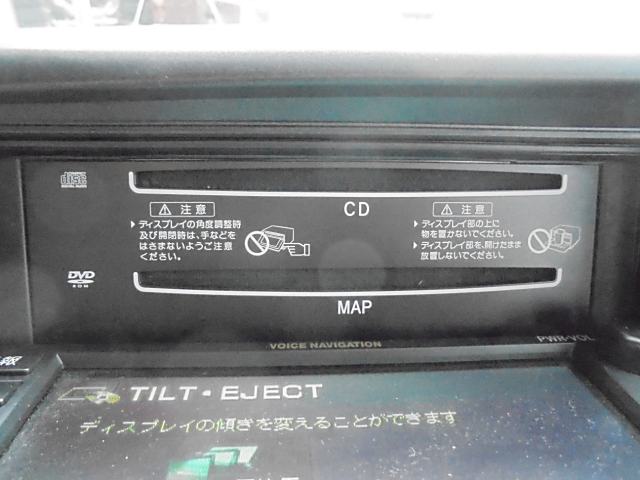 disc
DIGITAL AUDIO
CD
注意
ディスプレイの角度調整時
及び開閉時は、手などを
はさまないようご注意
ください。
注意
ディスプレイ部の上に
物を置かないでください。
ディスプレイ部を、開けたまま
放置しないでください。
DVD
ROM
MAP
VOICE NAVIGATION
PWR•VOL
報
TILT・EJECT
ディスプレイの傾きを変えることができます